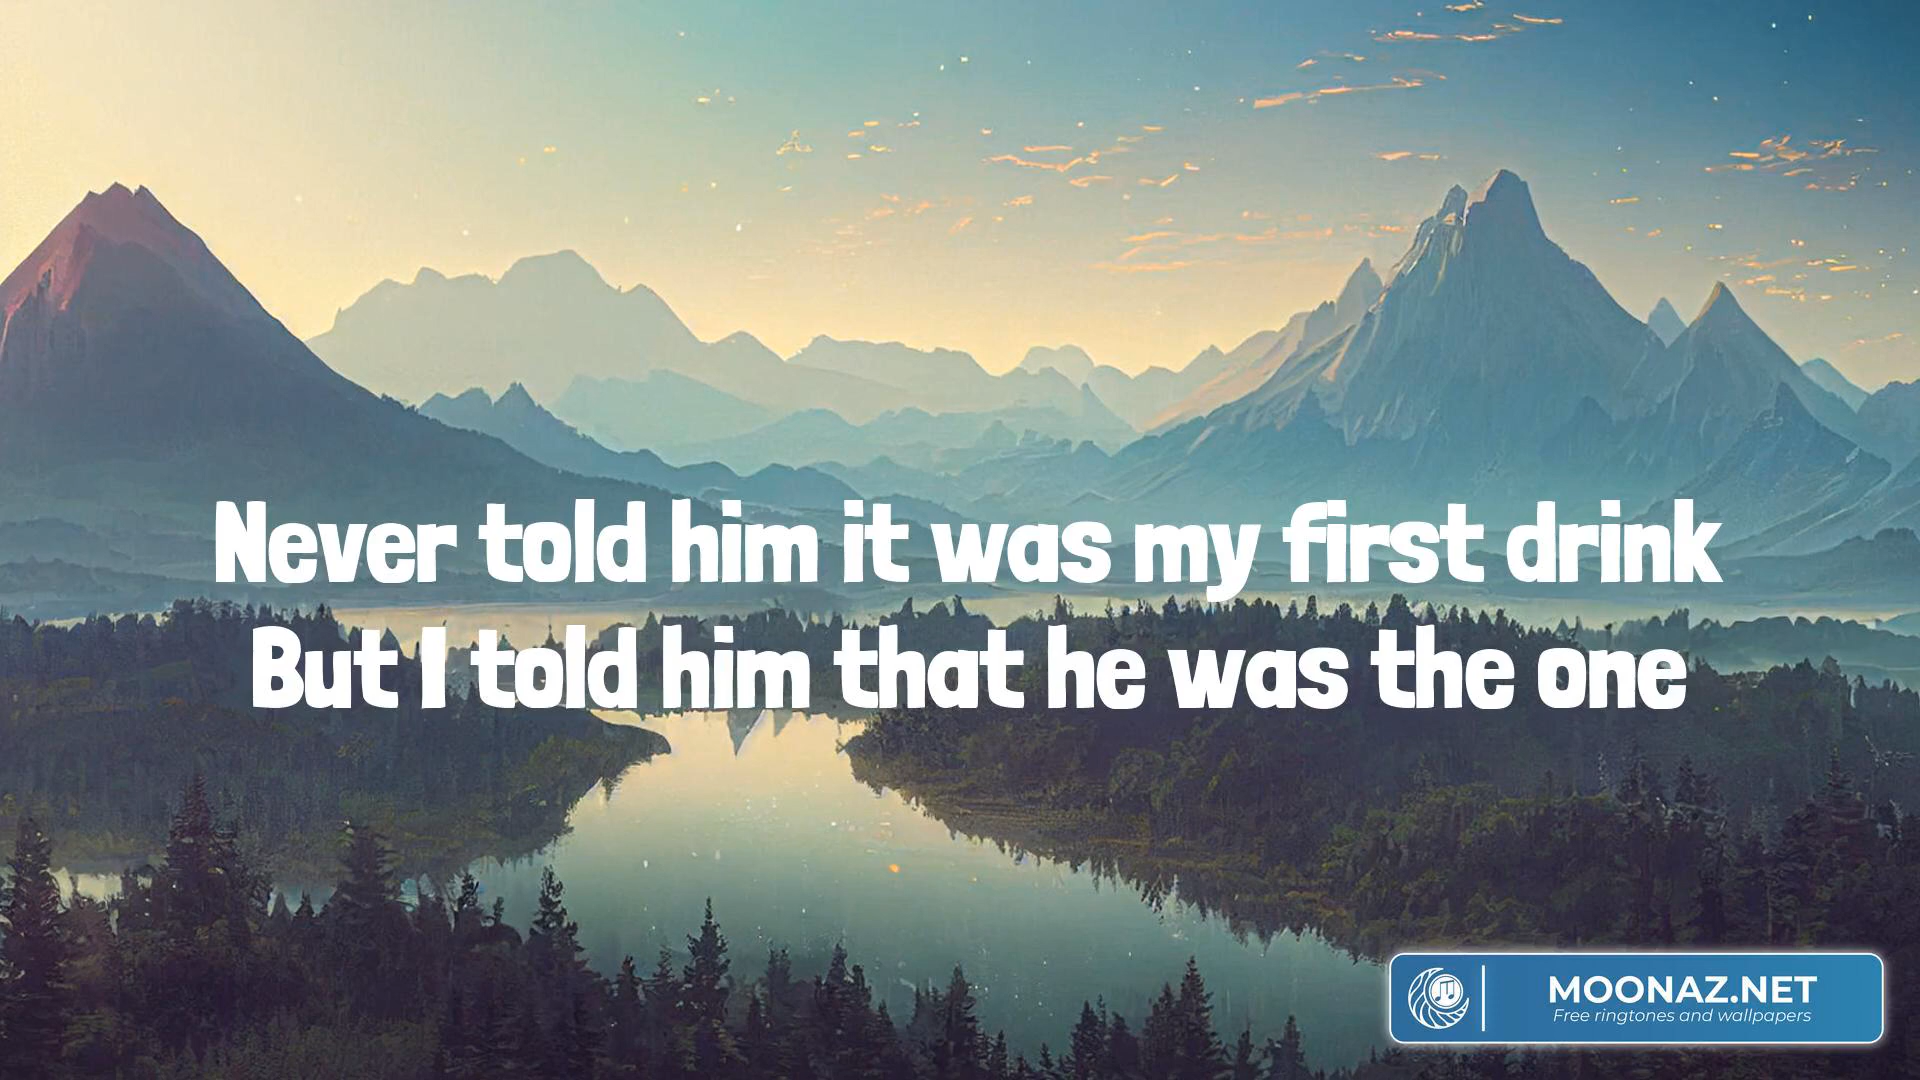 Never told him it was my first drink
But I told him that he was the one
MOONAZ.NET
Free ringtones and wallpapers